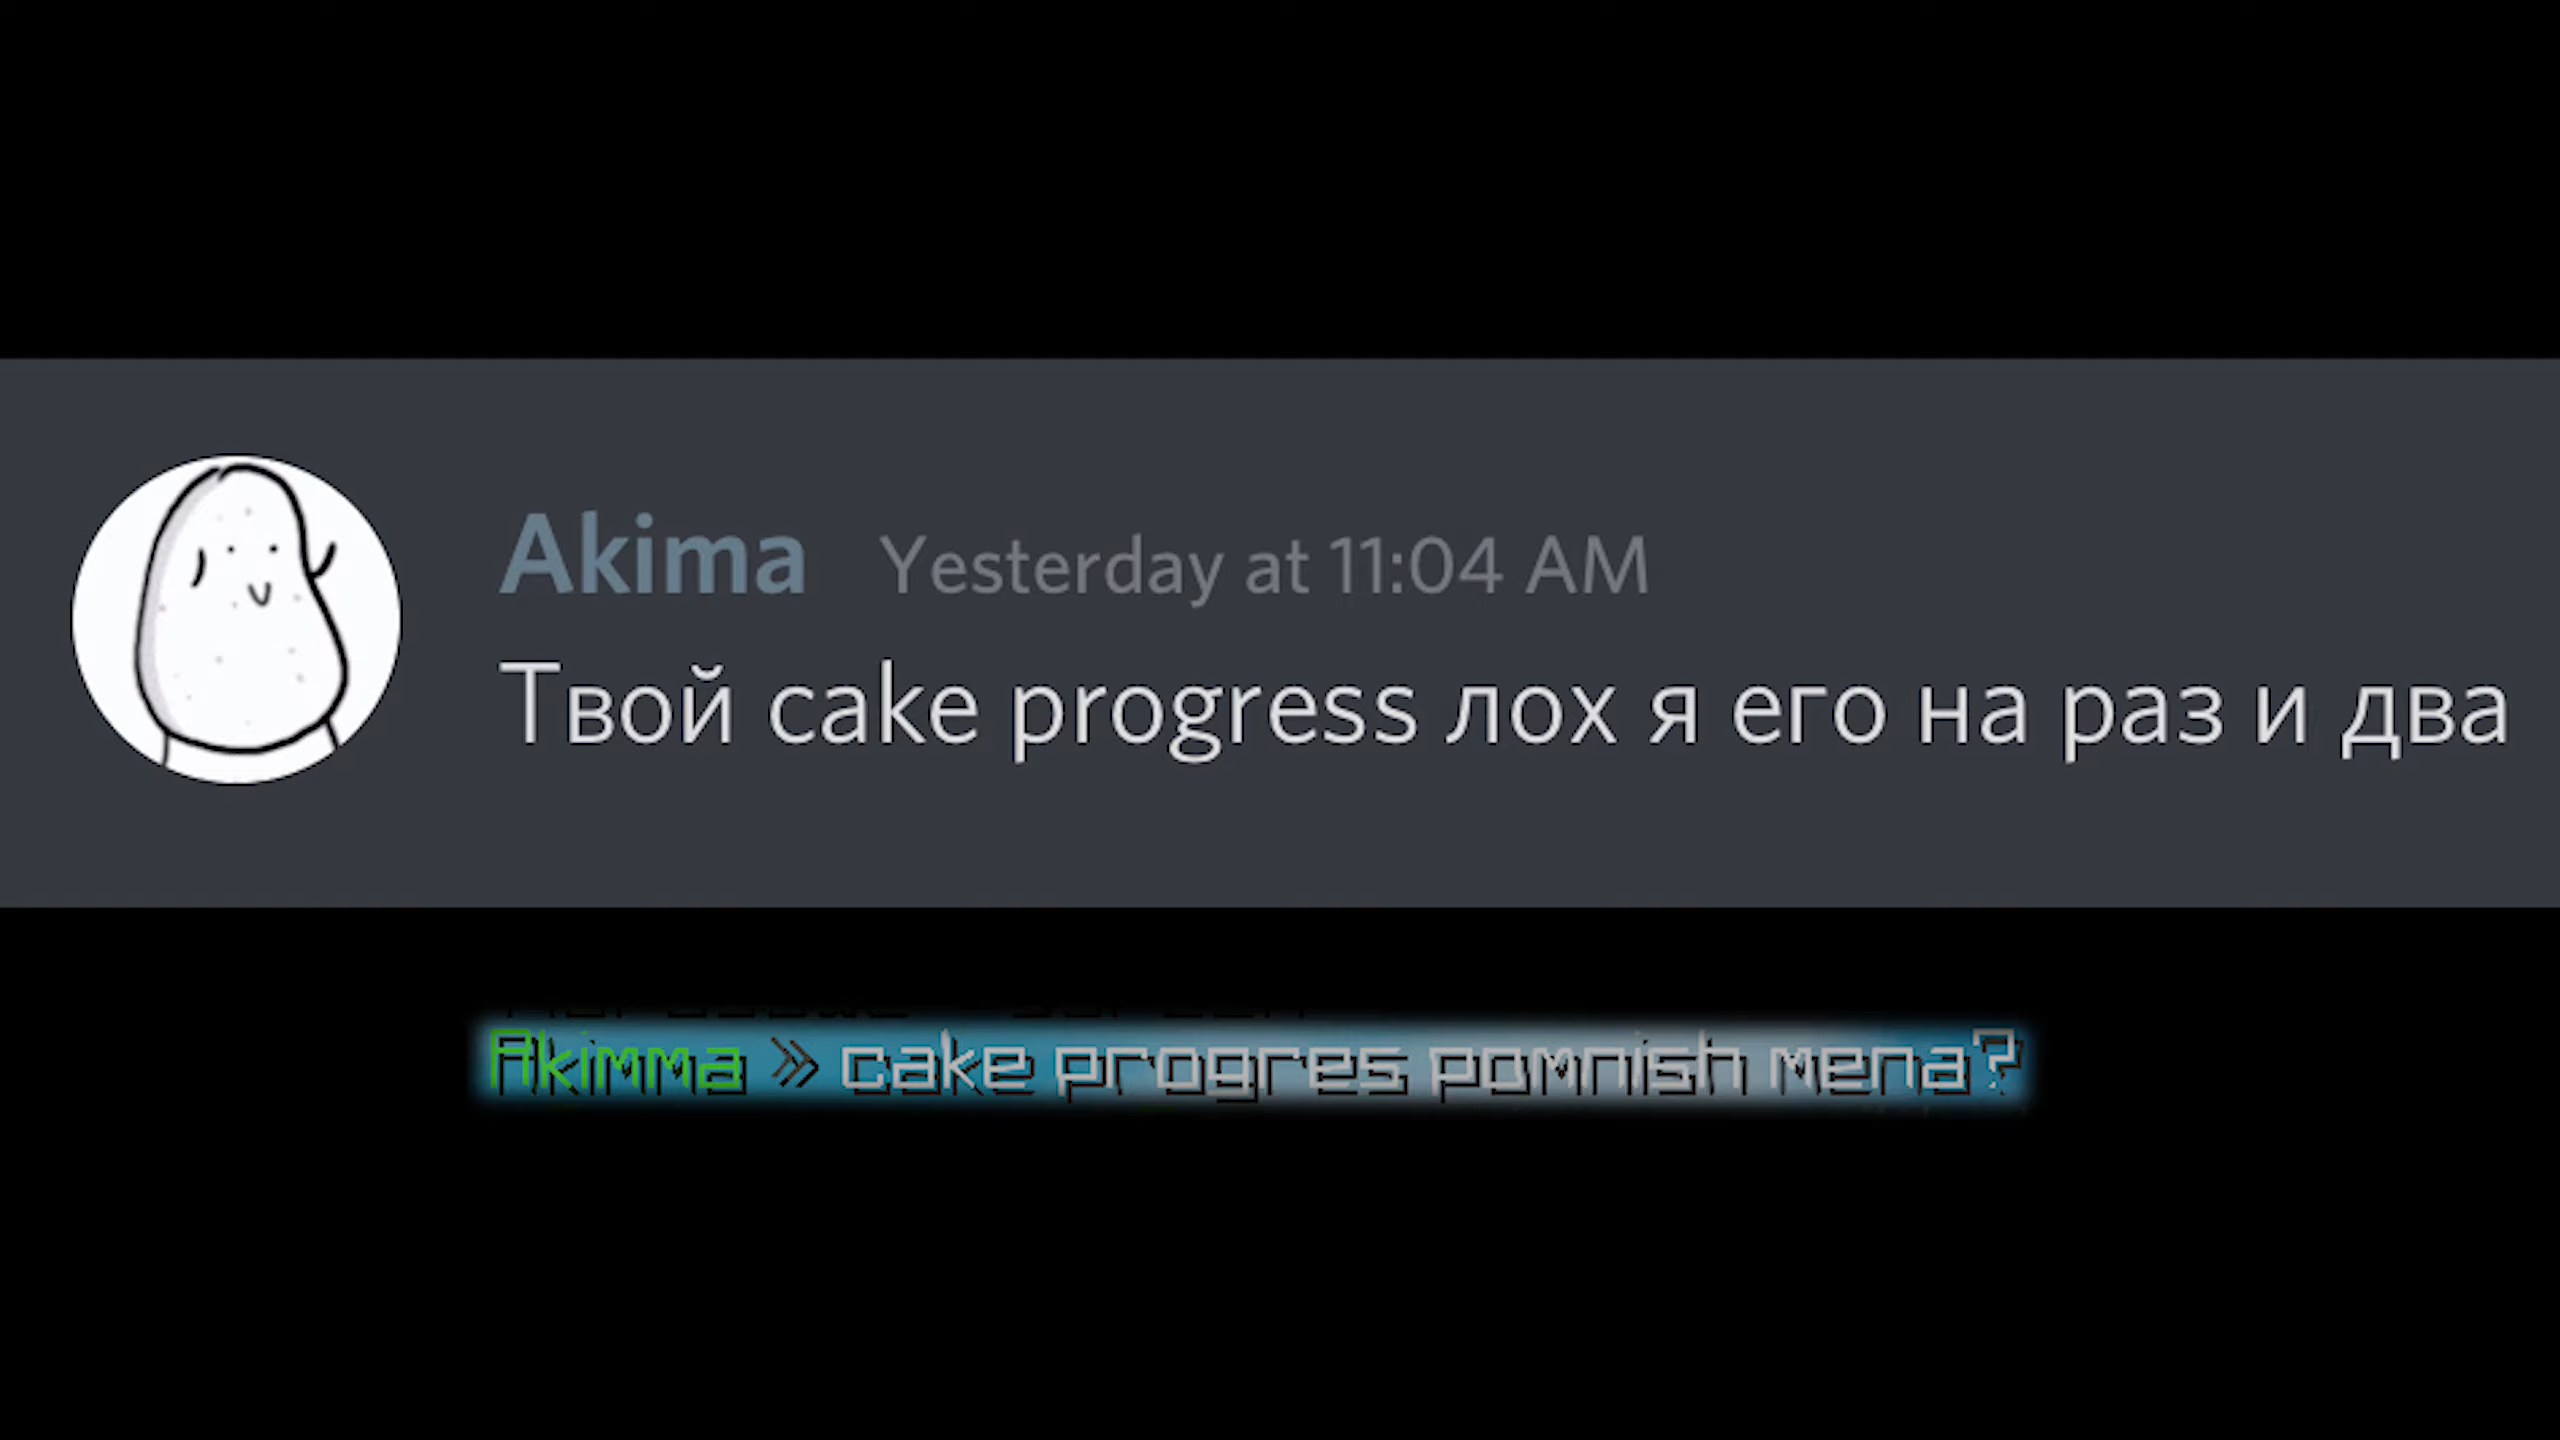 Akima Yesterday at 11:04 AM
Твой cake progress лох я его на раз и два
Akimma » cake progres pomnish mena?